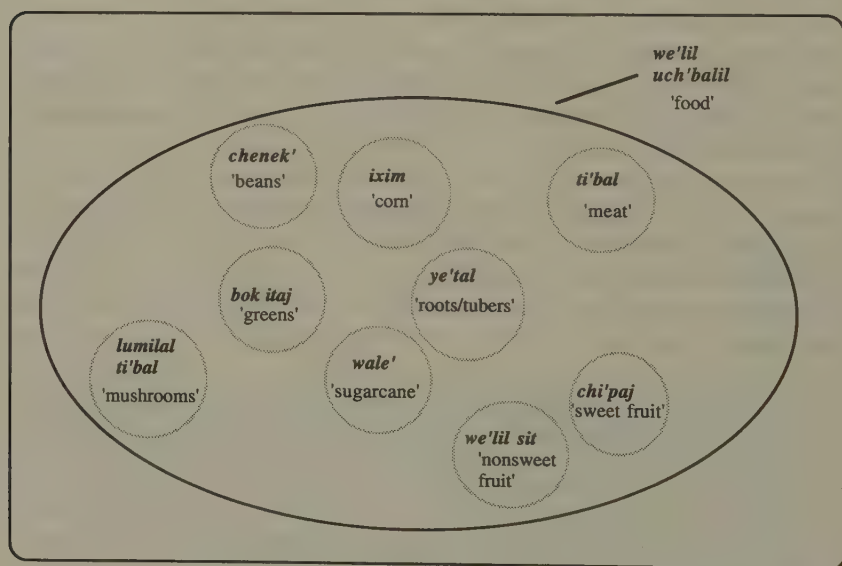 we'lil
uch'balil
'food'
chenek'
'beans'
ixim
'corn'
ti'bal
'meat'
bok itaj
'greens'
ye'tal
'roots/tubers'
lumilal
ti'bal
'mushrooms'
wale'
'sugarcane'
chi'paj
'sweet fruit'
we'lil sit
'nonsweet
fruit'